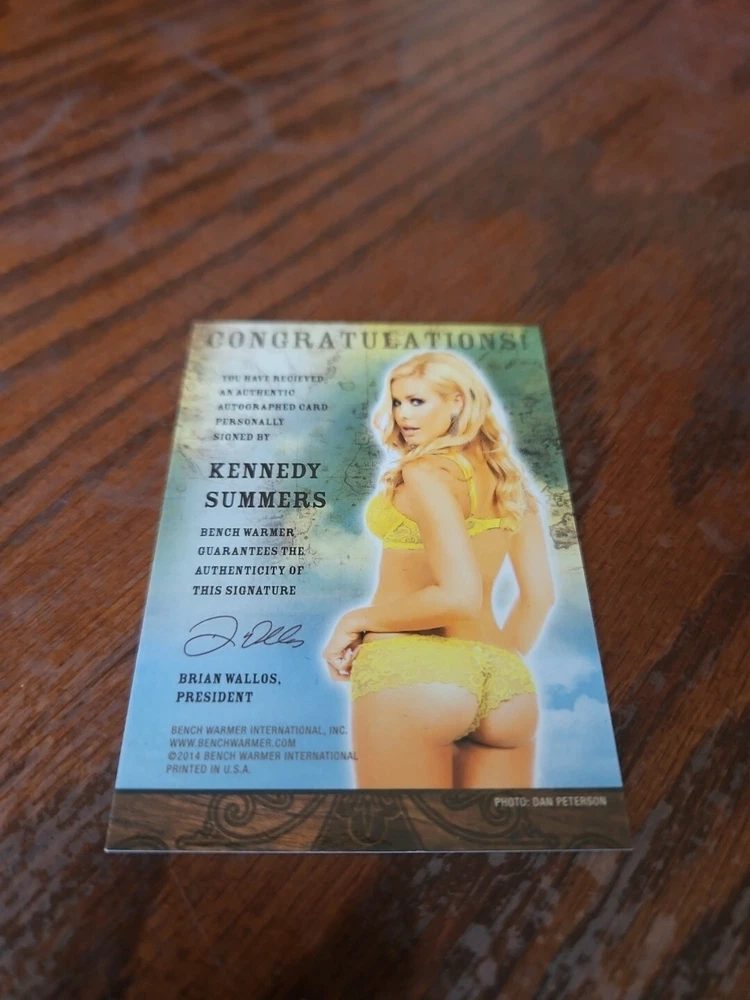 CONGRATULATIONS!
YOU HAVE RECIEVED
AN AUTHENTIC
AUTOGRAPHED CARD
PERSONALLY
SIGNED BY
KENNEDY
SUMMERS
BENCH WARMER
GUARANTEES THE
AUTHENTICITY OF
THIS SIGNATURE
BRIAN WALLOS,
PRESIDENT
BENCH WARMER INTERNATIONAL, INC.
WWW.BENCHWARMER.COM
©2014 BENCH WARMER INTERNATIONAL
PRINTED IN U.S.A.
PHOTO: DAN PETERSON